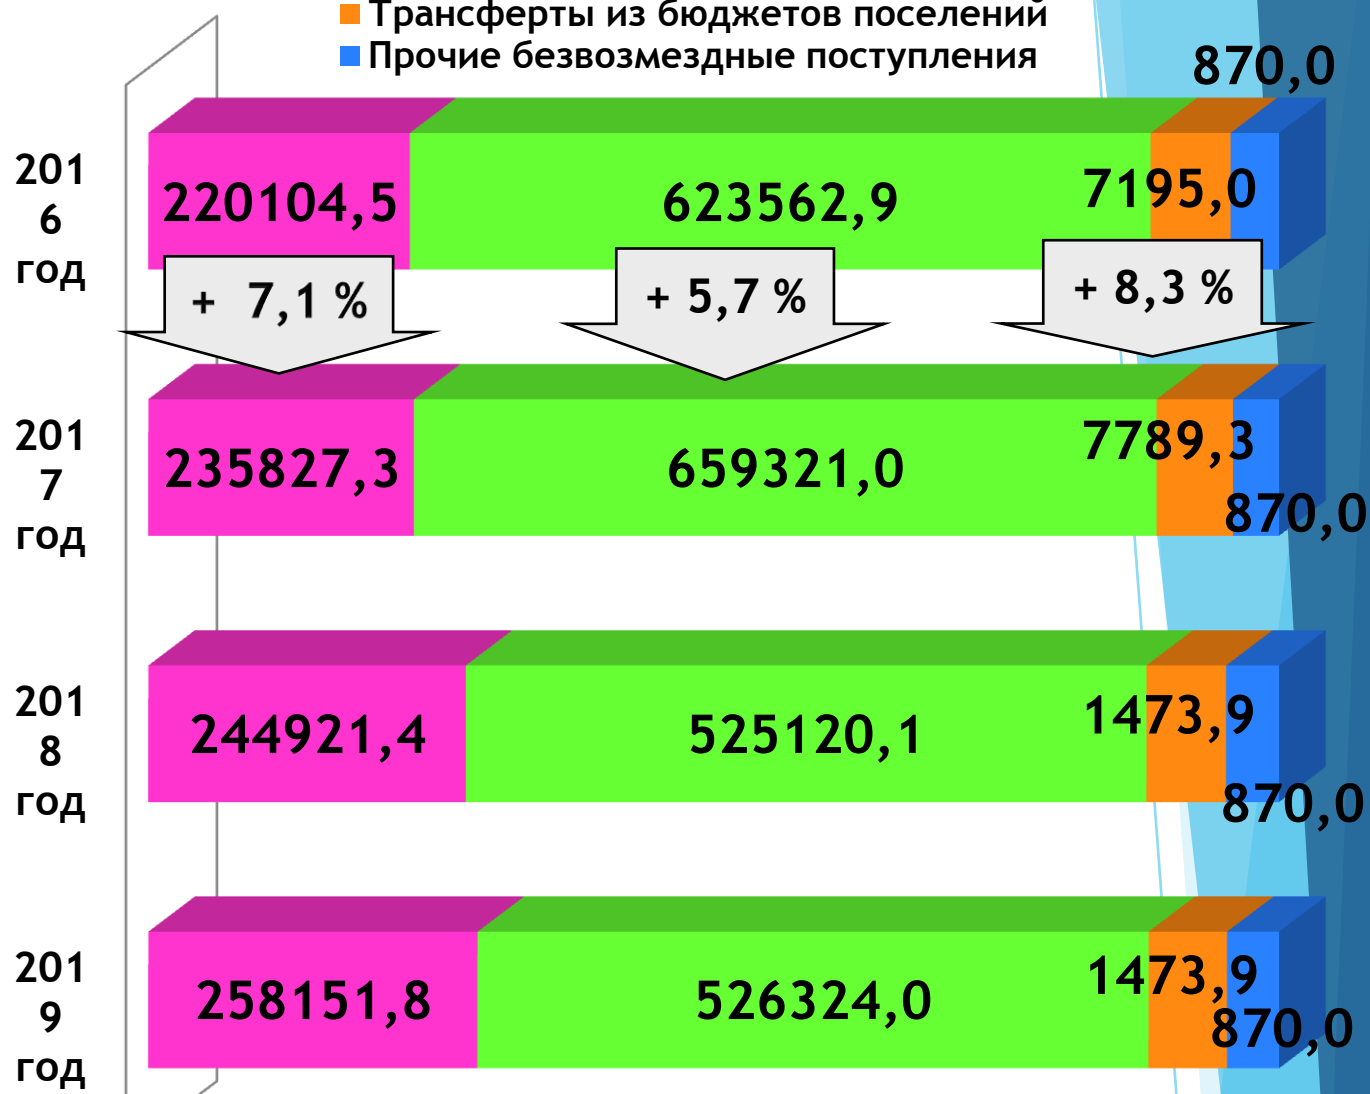 Трансферты из бюджетов поселений
Прочие безвозмездные поступления
870,0
201
6
год
220104,5
623562,9
7195,0
+ 7,1 %
+ 5,7 %
+ 8,3 %
201
7
год
235827,3
659321,0
7789,3
870,0
201
8
год
244921,4
525120,1
1473,9
870,0
201
9
год
258151,8
526324,0
1473,9
870,0